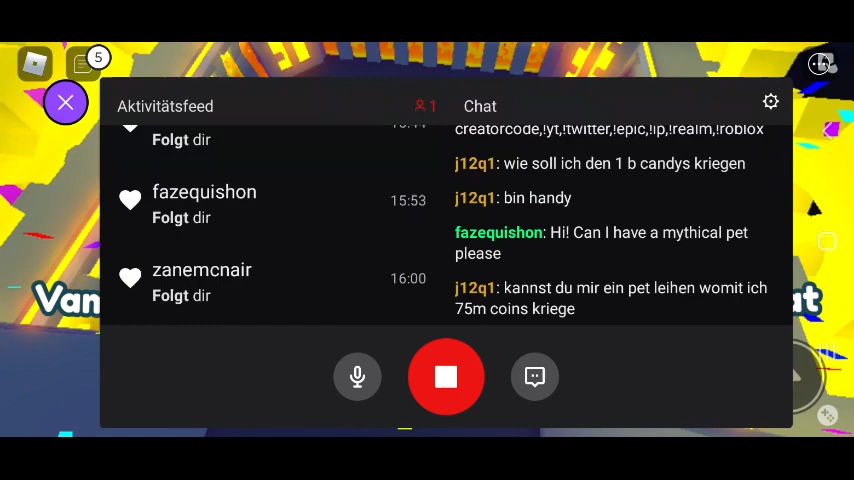 5
Aktivitätsfeed
1
Chat
Folgt dir
creatorcode,!yt,!twitter,!epic,!ip,!realm,!roblox
j12q1: wie soll ich den 1 b candys kriegen
fazequishon
15:53
Folgt dir
j12q1: bin handy
fazequishon: Hi! Can I have a mythical pet
please
zanemcnair
16:00
Folgt dir
j12q1: kannst du mir ein pet leihen womit ich
75m coins kriege